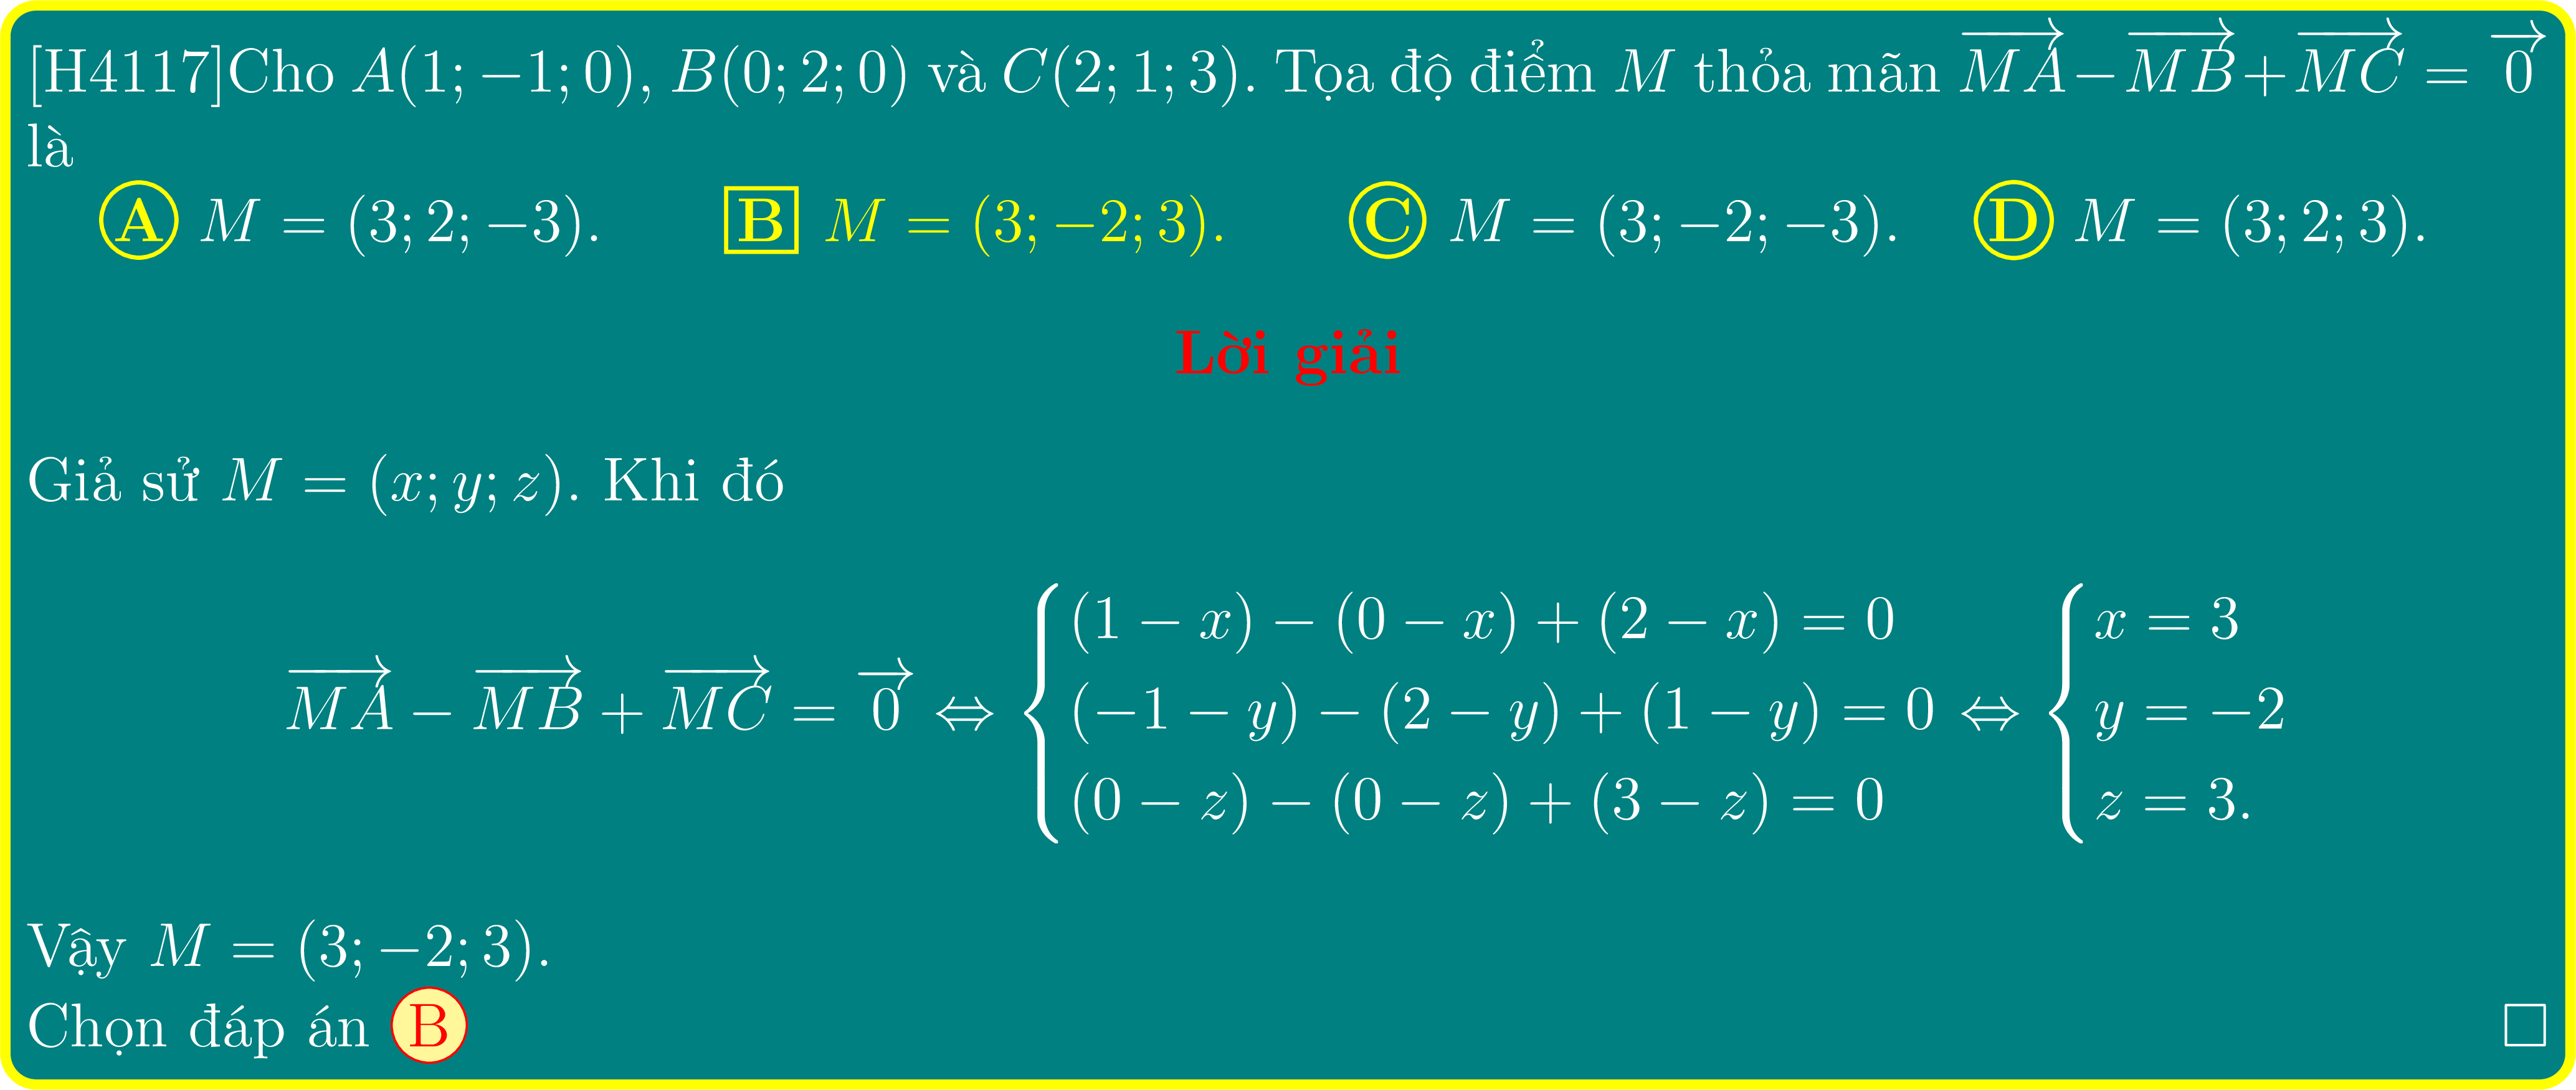 [H4117]Cho A(1; −1; 0), B(0; 2; 0) và C(2; 1; 3). Tọa độ điểm M thỏa mãn $\overrightarrow{MA} - \overrightarrow{MB} + \overrightarrow{MC} = \overrightarrow{0}$
là
A M = (3; 2; −3). B M = (3; −2; 3). C M = (3; −2; −3). D M = (3; 2; 3).
Lời giải
Giả sử M = (x; y; z). Khi đó
$\overrightarrow{MA} - \overrightarrow{MB} + \overrightarrow{MC} = \overrightarrow{0} \Leftrightarrow \begin{cases} (1 - x) - (0 - x) + (2 - x) = 0 \\ (-1 - y) - (2 - y) + (1 - y) = 0 \\ (0 - z) - (0 - z) + (3 - z) = 0 \end{cases} \Leftrightarrow \begin{cases} x = 3 \\ y = -2 \\ z = 3. \end{cases}$
Vậy M = (3; −2; 3).
Chọn đáp án B □